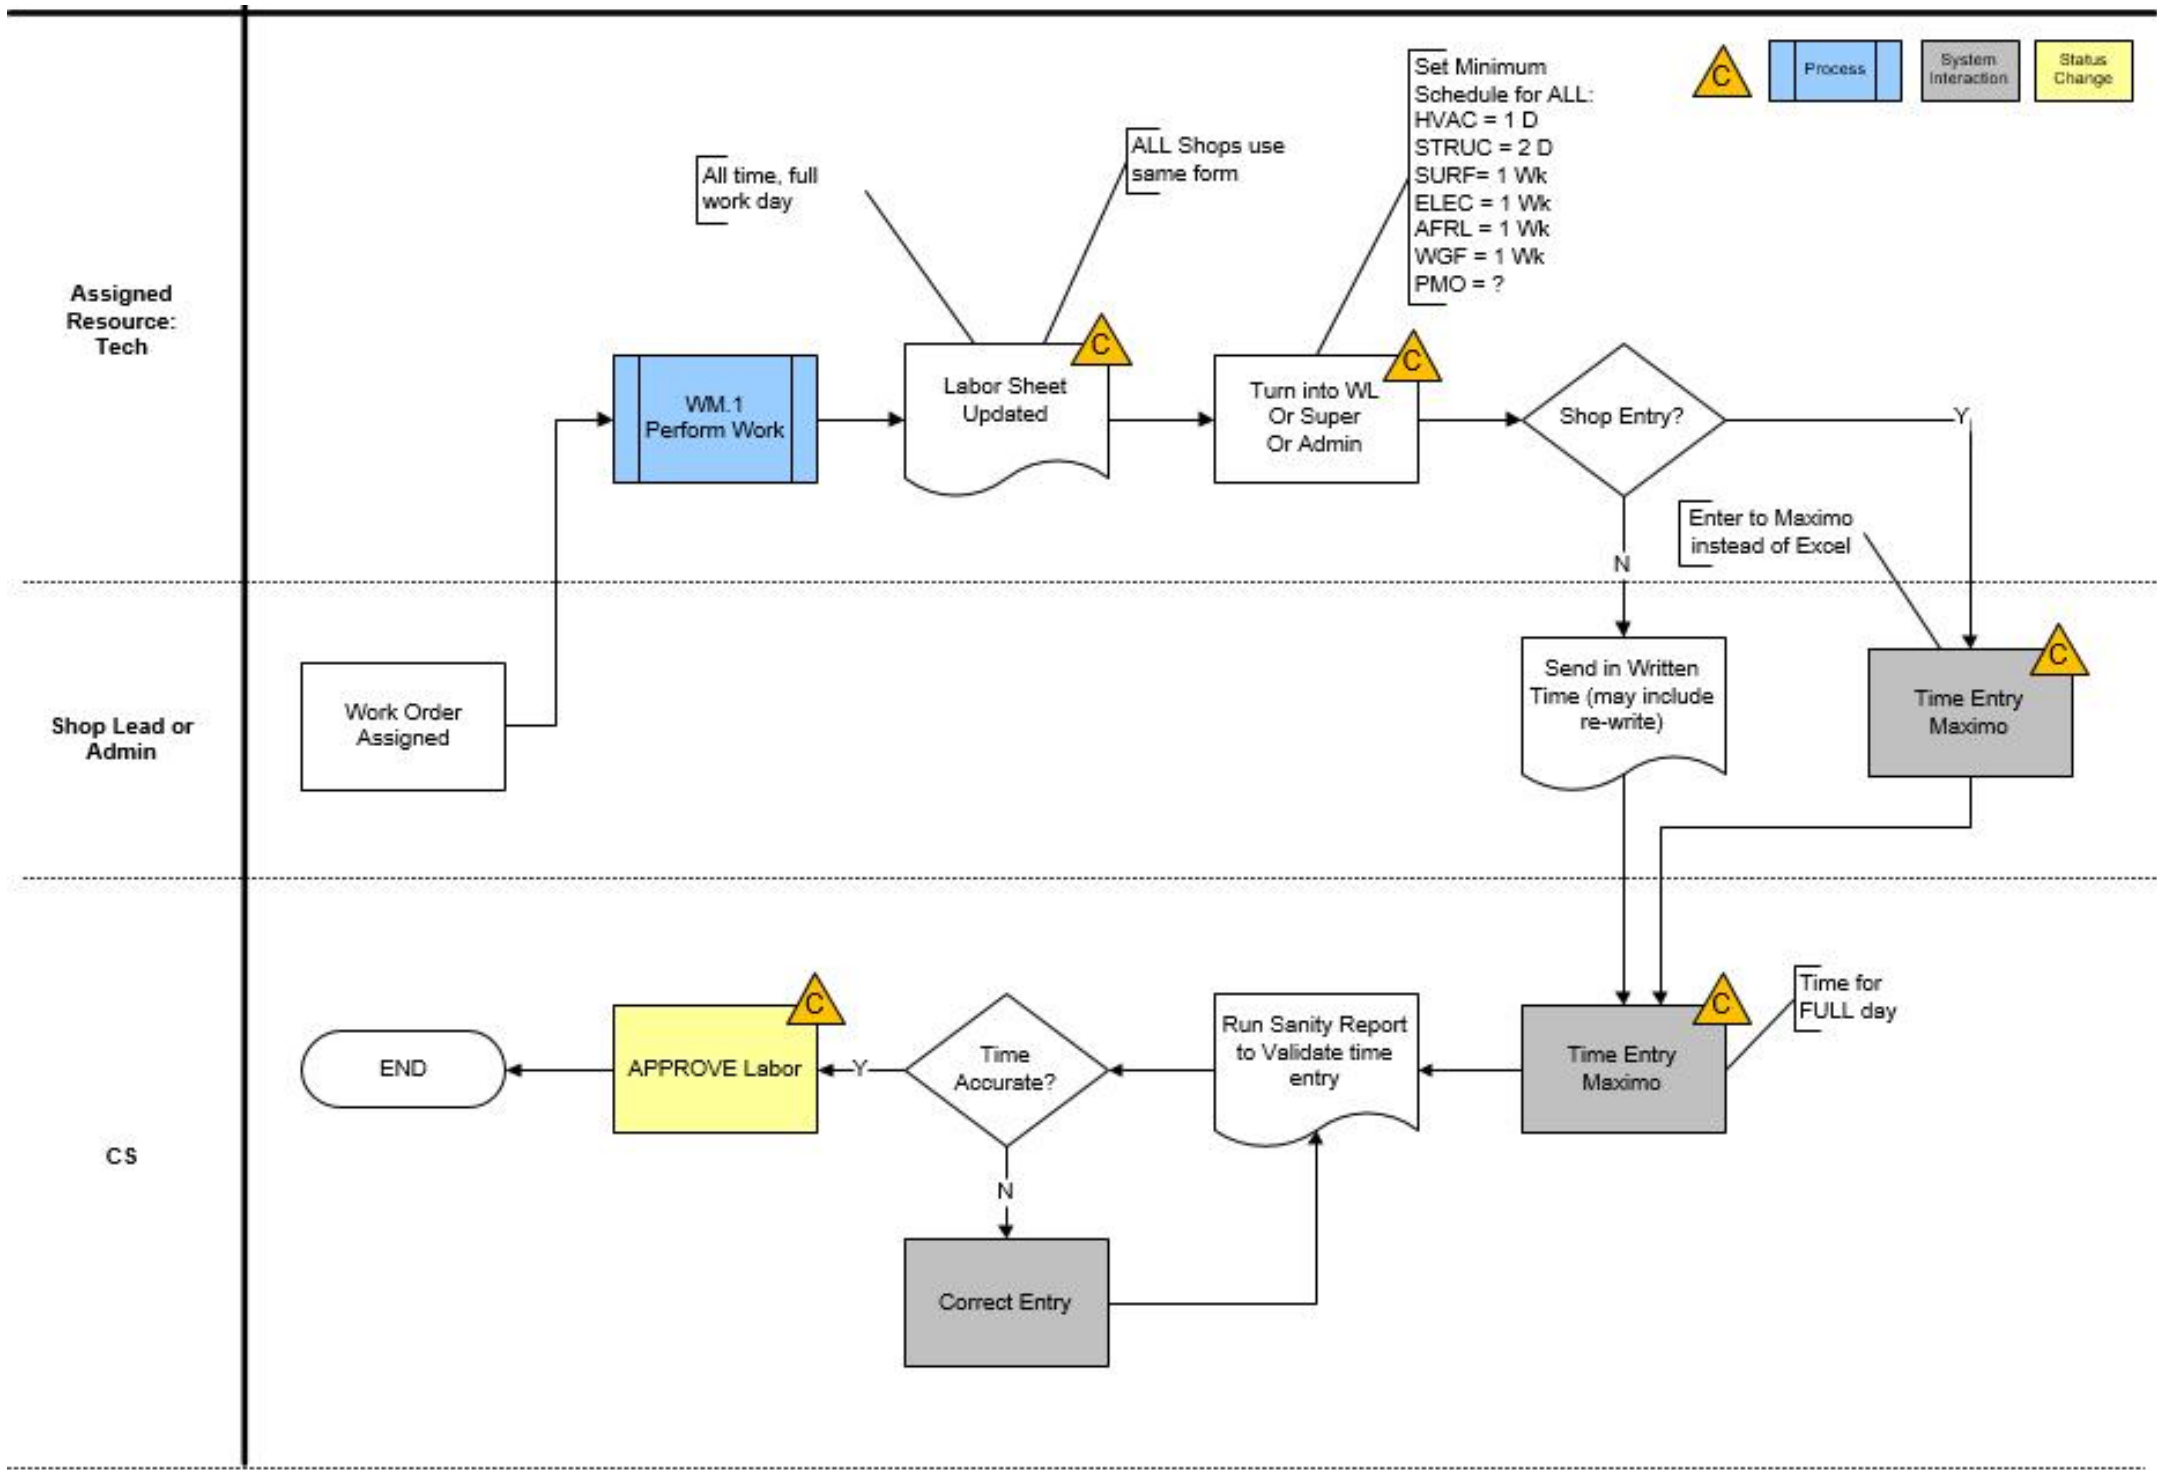 C
Process
System
Interaction
Status
Change
Set Minimum
Schedule for ALL:
HVAC = 1 D
STRUC = 2 D
SURF= 1 Wk
ELEC = 1 Wk
AFRL = 1 Wk
WGF = 1 Wk
PMO = ?
ALL Shops use
same form
All time, full
work day
Assigned
Resource:
Tech
WM.1
Perform Work
C
Labor Sheet
Updated
C
Turn into WL
Or Super
Or Admin
Shop Entry?
Y
N
Enter to Maximo
instead of Excel
Shop Lead or
Admin
Work Order
Assigned
Send in Written
Time (may include
re-write)
C
Time Entry
Maximo
CS
END
C
APPROVE Labor
Y
Time
Accurate?
N
Run Sanity Report
to Validate time
entry
C
Time Entry
Maximo
Time for
FULL day
Correct Entry